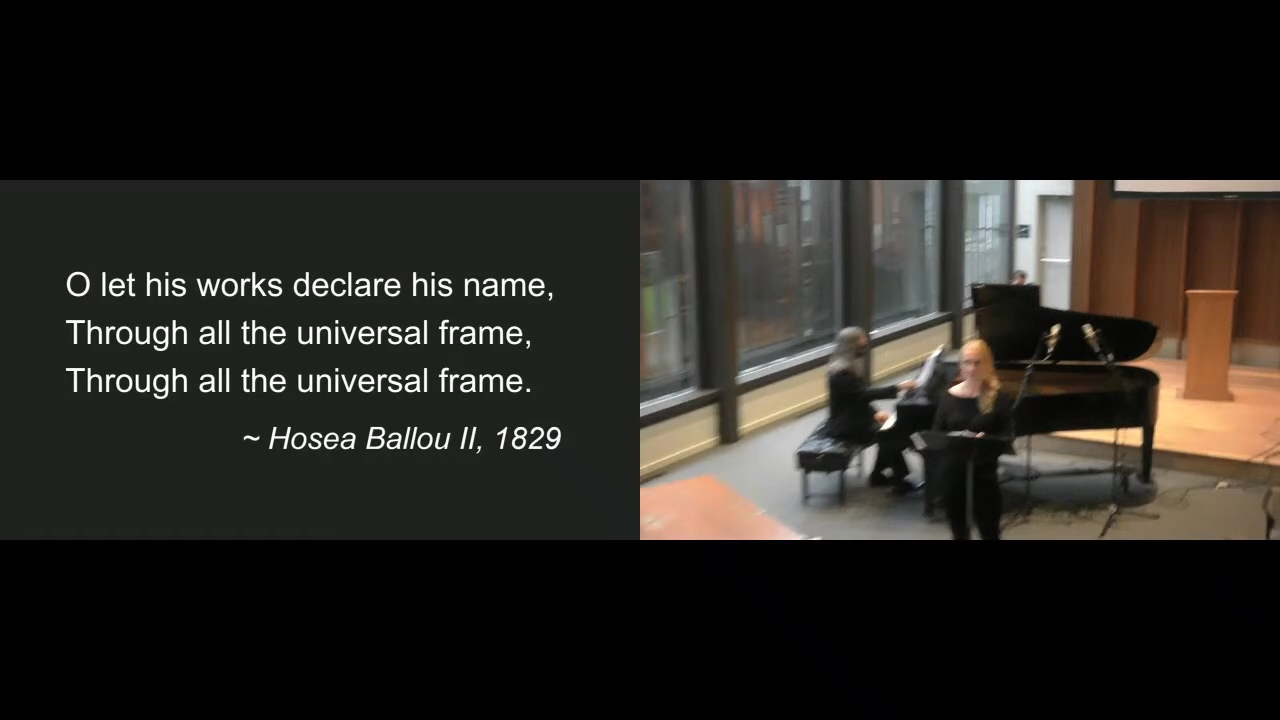 O let his works declare his name,
Through all the universal frame,
Through all the universal frame.
~ Hosea Ballou II, 1829